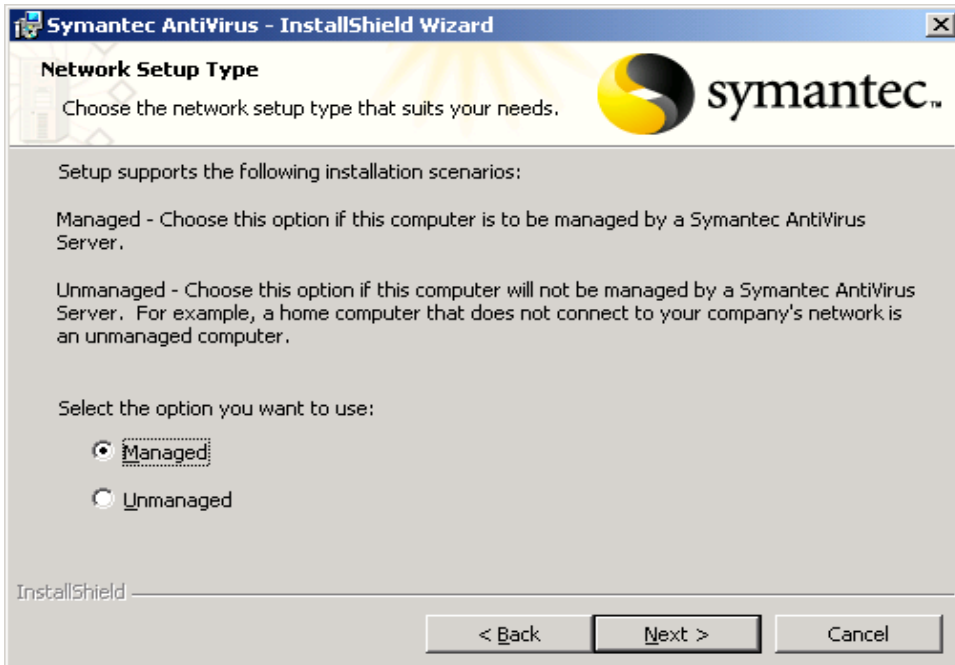 Symantec AntiVirus - InstallShield Wizard
Network Setup Type
Choose the network setup type that suits your needs.
symantec™
Setup supports the following installation scenarios:
Managed - Choose this option if this computer is to be managed by a Symantec AntiVirus
Server.
Unmanaged - Choose this option if this computer will not be managed by a Symantec AntiVirus
Server.  For example, a home computer that does not connect to your company's network is
an unmanaged computer.
Select the option you want to use:
Managed
Unmanaged
InstallShield
< Back
Next >
Cancel